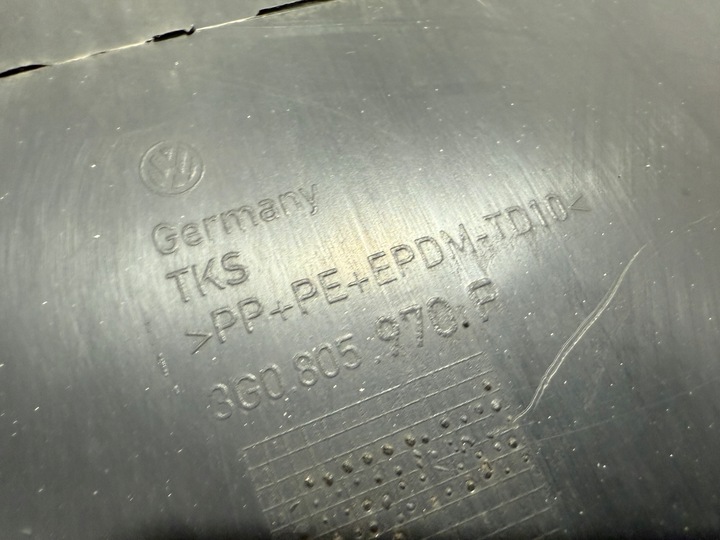 Germany
TKS
>PP+PE+EPDM-TD10<
3G0 805 970 F